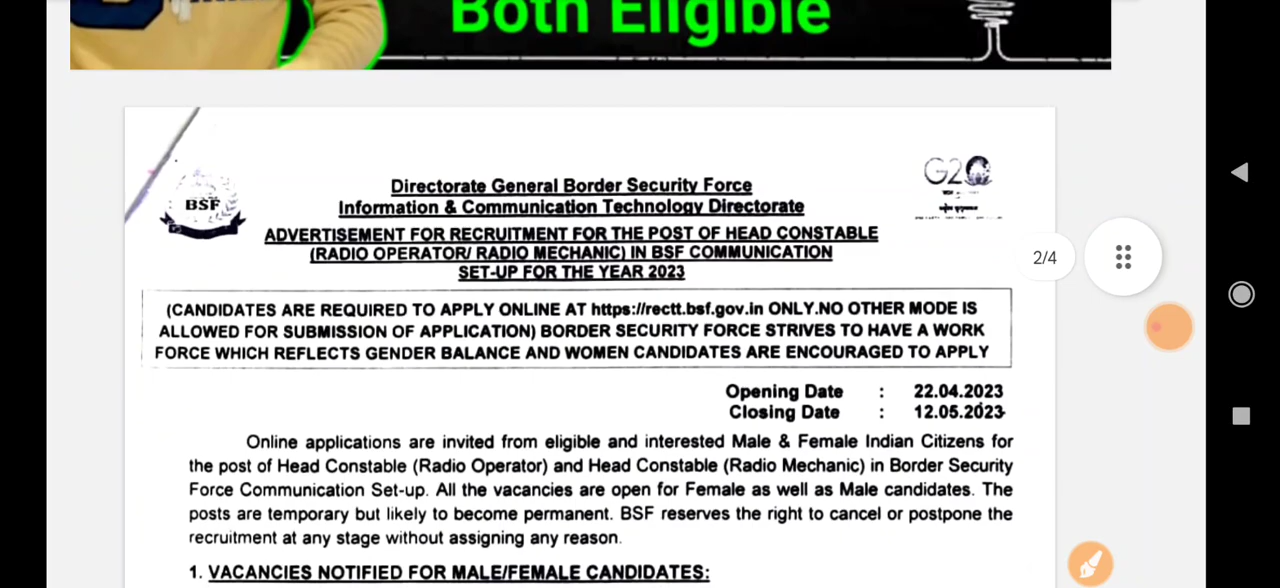 Both Eligible
BSF
G20
Directorate General Border Security Force
Information & Communication Technology Directorate
ADVERTISEMENT FOR RECRUITMENT FOR THE POST OF HEAD CONSTABLE
(RADIO OPERATOR/ RADIO MECHANIC) IN BSF COMMUNICATION
SET-UP FOR THE YEAR 2023
2/4
(CANDIDATES ARE REQUIRED TO APPLY ONLINE AT https://rectt.bsf.gov.in ONLY.NO OTHER MODE IS
ALLOWED FOR SUBMISSION OF APPLICATION) BORDER SECURITY FORCE STRIVES TO HAVE A WORK
FORCE WHICH REFLECTS GENDER BALANCE AND WOMEN CANDIDATES ARE ENCOURAGED TO APPLY
Opening Date : 22.04.2023
Closing Date : 12.05.2023
Online applications are invited from eligible and interested Male & Female Indian Citizens for
the post of Head Constable (Radio Operator) and Head Constable (Radio Mechanic) in Border Security
Force Communication Set-up. All the vacancies are open for Female as well as Male candidates. The
posts are temporary but likely to become permanent. BSF reserves the right to cancel or postpone the
recruitment at any stage without assigning any reason.
1. VACANCIES NOTIFIED FOR MALE/FEMALE CANDIDATES: